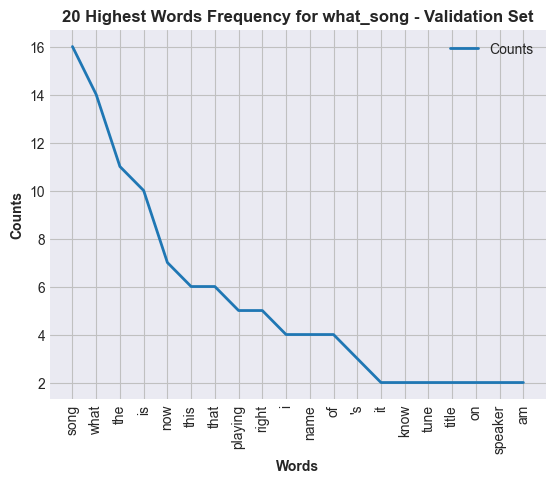 20 Highest Words Frequency for what_song - Validation Set
Counts
Counts
16
14
12
10
8
6
4
2
song
what
the
is
now
this
that
playing
right
i
name
of
's
it
know
tune
title
on
speaker
am
Words